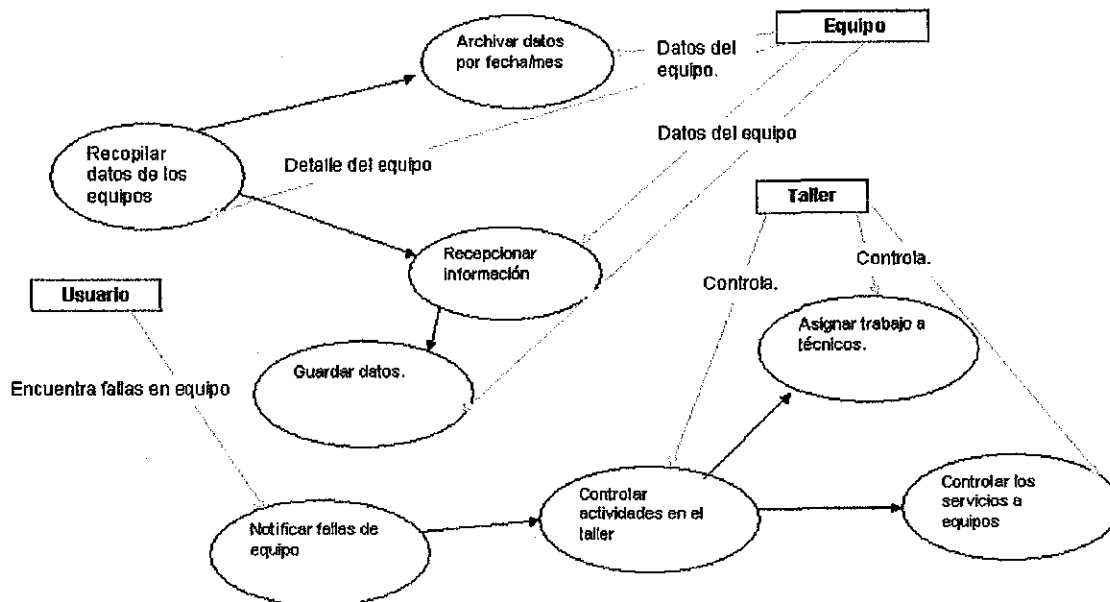 Equipo
Archivar datos
por fecha/mes
Datos del
equipo.
Datos del equipo
Recopilar
datos de los
equipos
Detalle del equipo
Taller
Recepcionar
información
Controla.
Controla.
Usuario
Asignar trabajo a
técnicos.
Guardar datos.
Encuentra fallas en equipo
Notificar fallas de
equipo
Controlar
actividades en el
taller
Controlar los
servicios a
equipos